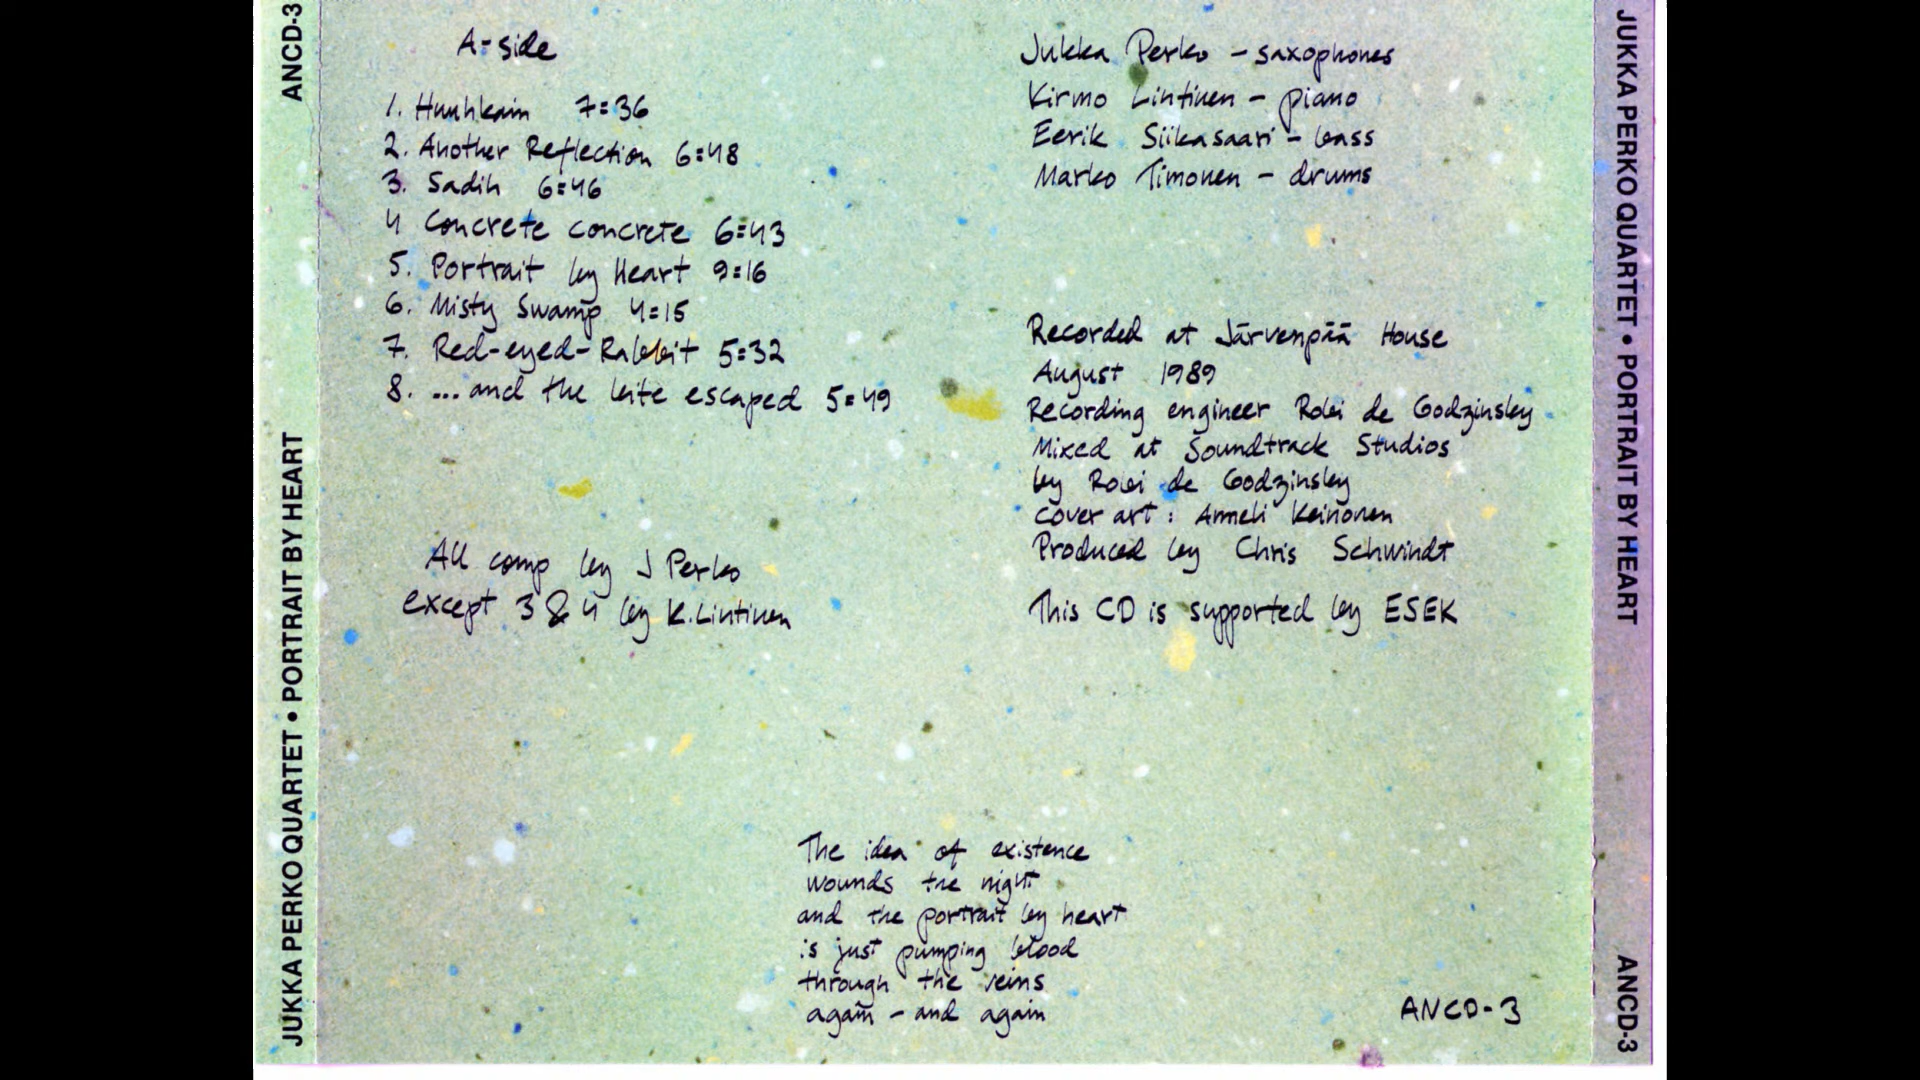 ANCD-3
JUKKA PERKO QUARTET • PORTRAIT BY HEART
A-side
1. Huuhkain 7:36
2. Another Reflection 6:48
3. Sadih 6:46
4 Concrete concrete 6:43
5. Portrait by Heart 9:16
6. Misty Swamp 4:15
7. Red-eyed-Rabbit 5:32
8. ...and the kite escaped 5:49
All comp by J Perko
except 3 & 4 by K.Lintinen
Jukka Perko - saxophones
Kirmo Lintinen - piano
Eerik Siikasaari - bass
Marko Timonen - drums
Recorded at Järvenpää House
August 1989
Recording engineer Robi de Godzinsky
Mixed at Soundtrack Studios
by Robi de Godzinsky
cover art: Anneli Keinonen
Produced by Chris Schwindt
This CD is supported by ESEK
The idea of existence
wounds the night
and the portrait by heart
is just pumping blood
through the veins
again - and again
ANCD-3
JUKKA PERKO QUARTET • PORTRAIT BY HEART
ANCD-3